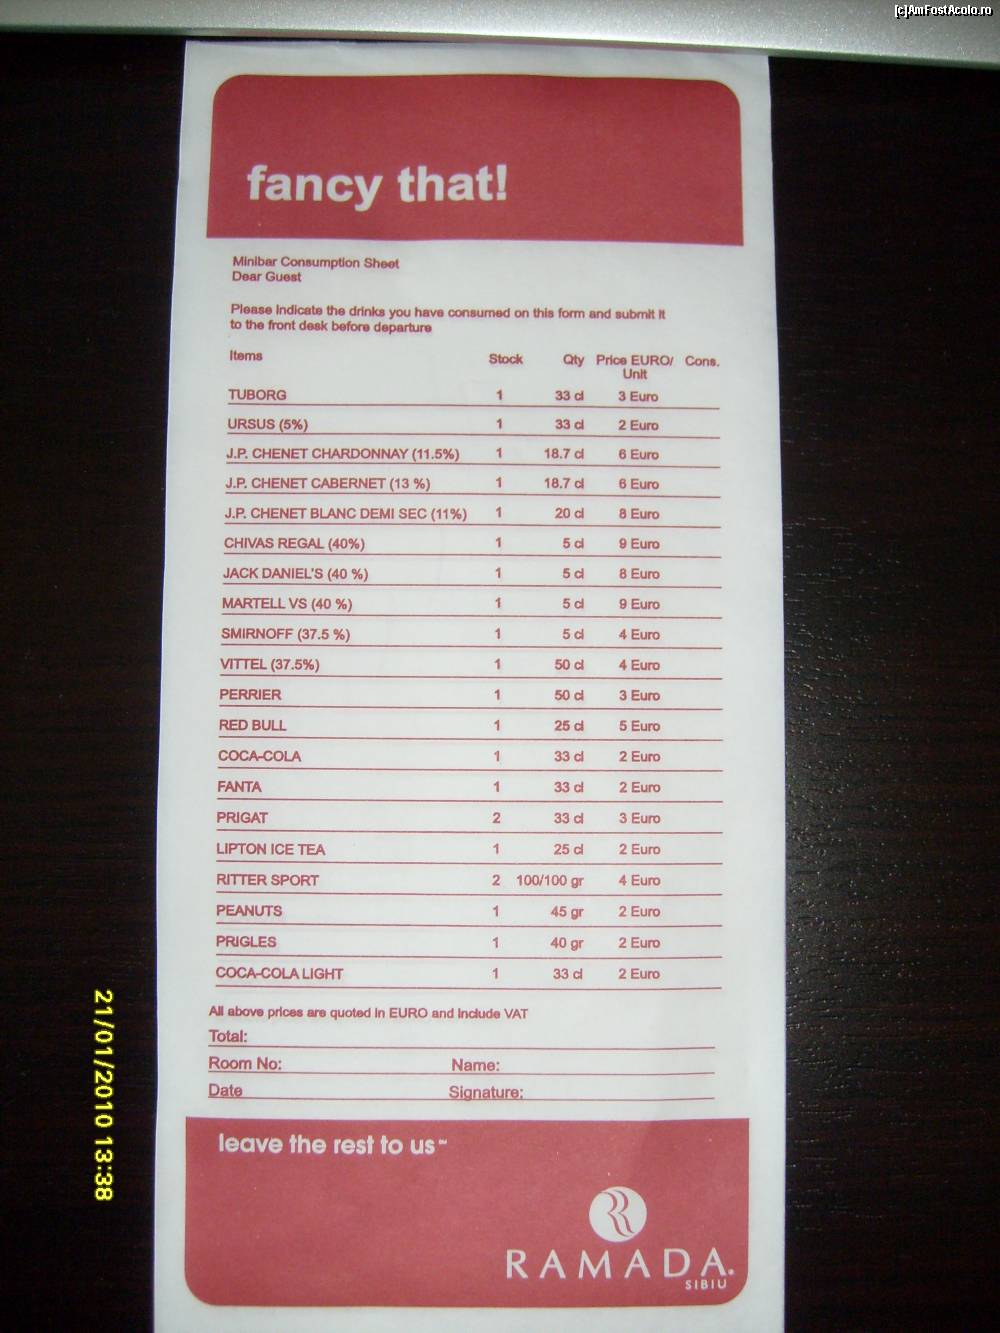 [c]AmFostAcolo.ro
fancy that!
Minibar Consumption Sheet
Dear Guest
Please indicate the drinks you have consumed on this form and submit it
to the front desk before departure
Items Stock Qty Price EURO/ Unit Cons.
TUBORG 1 33 cl 3 Euro
URSUS (5%) 1 33 cl 2 Euro
J.P. CHENET CHARDONNAY (11.5%) 1 18.7 cl 6 Euro
J.P. CHENET CABERNET (13 %) 1 18.7 cl 6 Euro
J.P. CHENET BLANC DEMI SEC (11%) 1 20 cl 8 Euro
CHIVAS REGAL (40%) 1 5 cl 9 Euro
JACK DANIEL'S (40 %) 1 5 cl 8 Euro
MARTELL VS (40 %) 1 5 cl 9 Euro
SMIRNOFF (37.5 %) 1 5 cl 4 Euro
VITTEL (37.5%) 1 50 cl 4 Euro
PERRIER 1 50 cl 3 Euro
RED BULL 1 25 cl 5 Euro
COCA-COLA 1 33 cl 2 Euro
FANTA 1 33 cl 2 Euro
PRIGAT 2 33 cl 3 Euro
LIPTON ICE TEA 1 25 cl 2 Euro
RITTER SPORT 2 100/100 gr 4 Euro
PEANUTS 1 45 gr 2 Euro
PRIGLES 1 40 gr 2 Euro
COCA-COLA LIGHT 1 33 cl 2 Euro
All above prices are quoted in EURO and include VAT
Total:
Room No: Name:
Date Signature:
leave the rest to us™
RAMADA.
SIBIU
21/01/2010 13:38